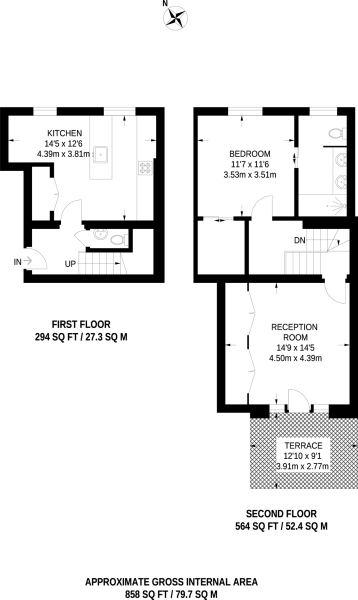 N
KITCHEN
14'5 x 12'6
4.39m x 3.81m
IN
UP
FIRST FLOOR
294 SQ FT / 27.3 SQ M
BEDROOM
11'7 x 11'6
3.53m x 3.51m
DN
RECEPTION
ROOM
14'9 x 14'5
4.50m x 4.39m
TERRACE
12'10 x 9'1
3.91m x 2.77m
SECOND FLOOR
564 SQ FT / 52.4 SQ M
APPROXIMATE GROSS INTERNAL AREA
858 SQ FT / 79.7 SQ M